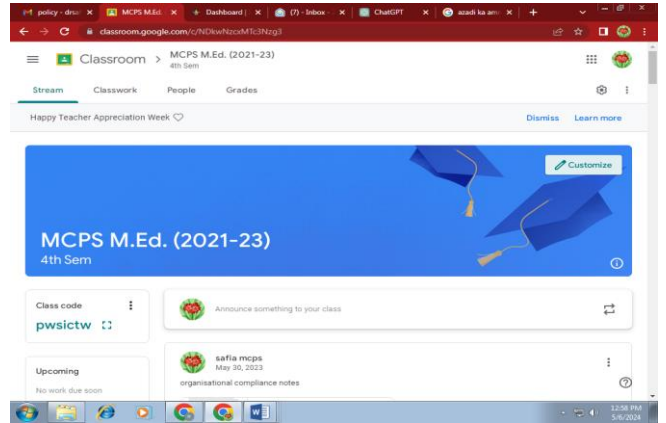 policy - drsa
MCPS M.Ed.
Dashboard |
(7) - Inbox -
ChatGPT
azadi ka am
classroom.google.com/c/NDkwNzcxMTc3Nzg3
Classroom > MCPS M.Ed. (2021-23)
4th Sem
Stream Classwork People Grades
Happy Teacher Appreciation Week
Dismiss Learn more
Customize
MCPS M.Ed. (2021-23)
4th Sem
Class code
pwsictw
Announce something to your class
Upcoming
No work due soon
safia mcps
May 30, 2023
organisational compliance notes
12:58 PM
5/6/2024